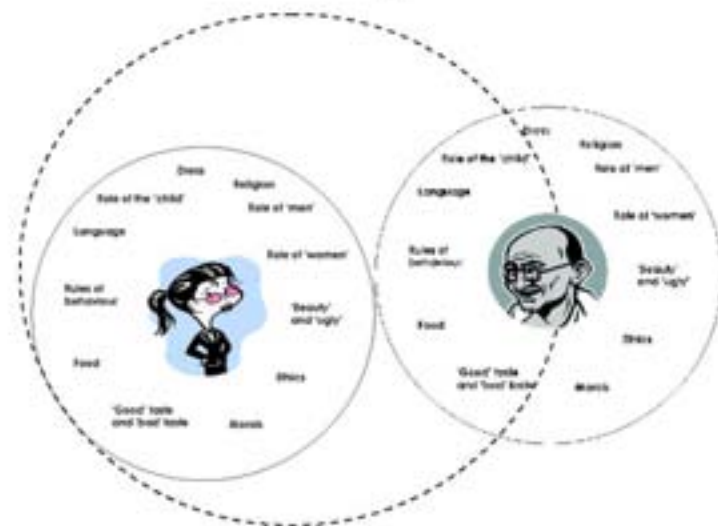 Dress
Religion
Role of the 'child'
Role of 'men'
Language
Role of 'women'
Rules of
behaviour
'Beauty'
and 'ugly'
Food
Ethics
'Good' taste
and 'bad' taste
Morals
Dress
Religion
Role of the 'child'
Role of 'men'
Language
Role of 'women'
Rules of
behaviour
'Beauty'
and 'ugly'
Food
Ethics
'Good' taste
and 'bad' taste
Morals